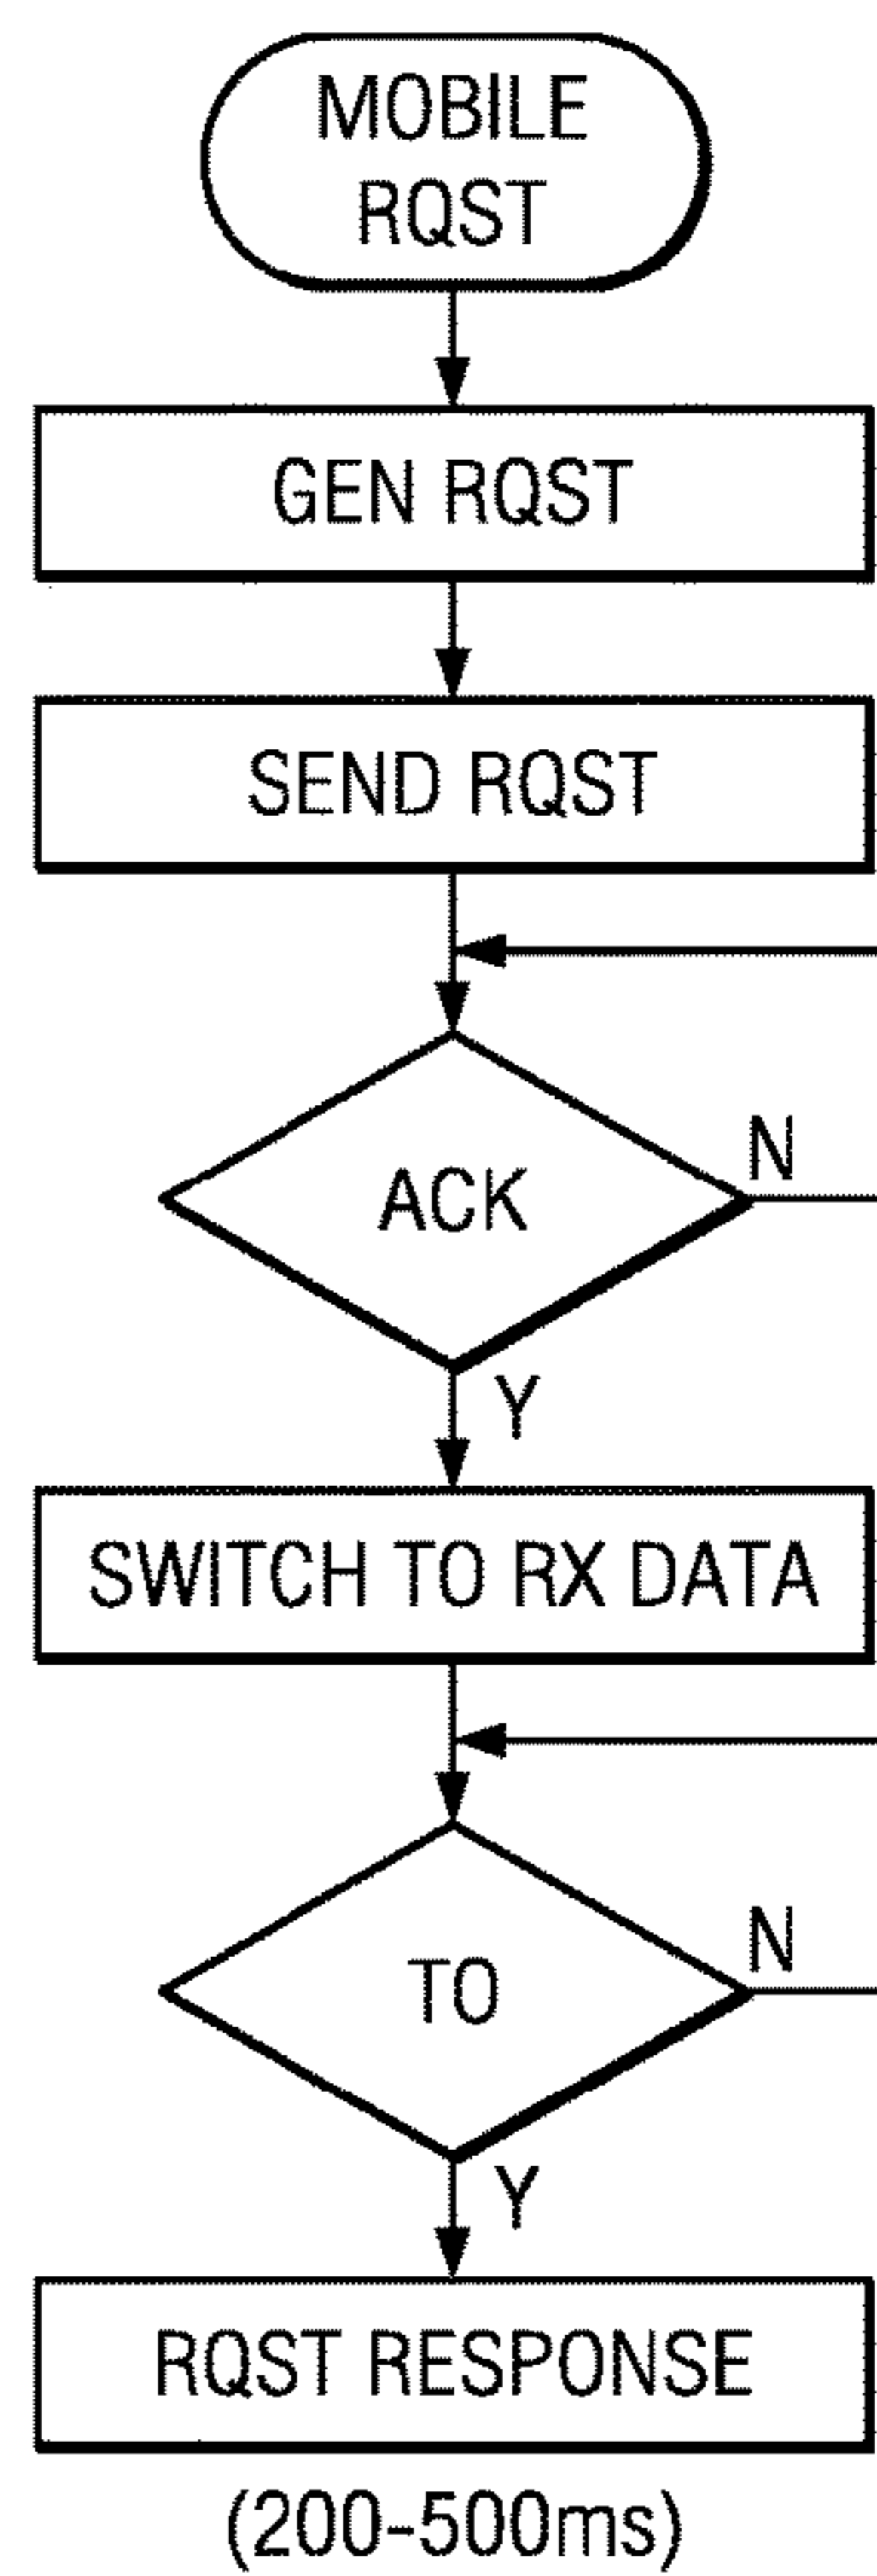 MOBILE
RQST
GEN RQST
SEND RQST
ACK
N
Y
SWITCH TO RX DATA
TO
N
Y
RQST RESPONSE
(200-500ms)